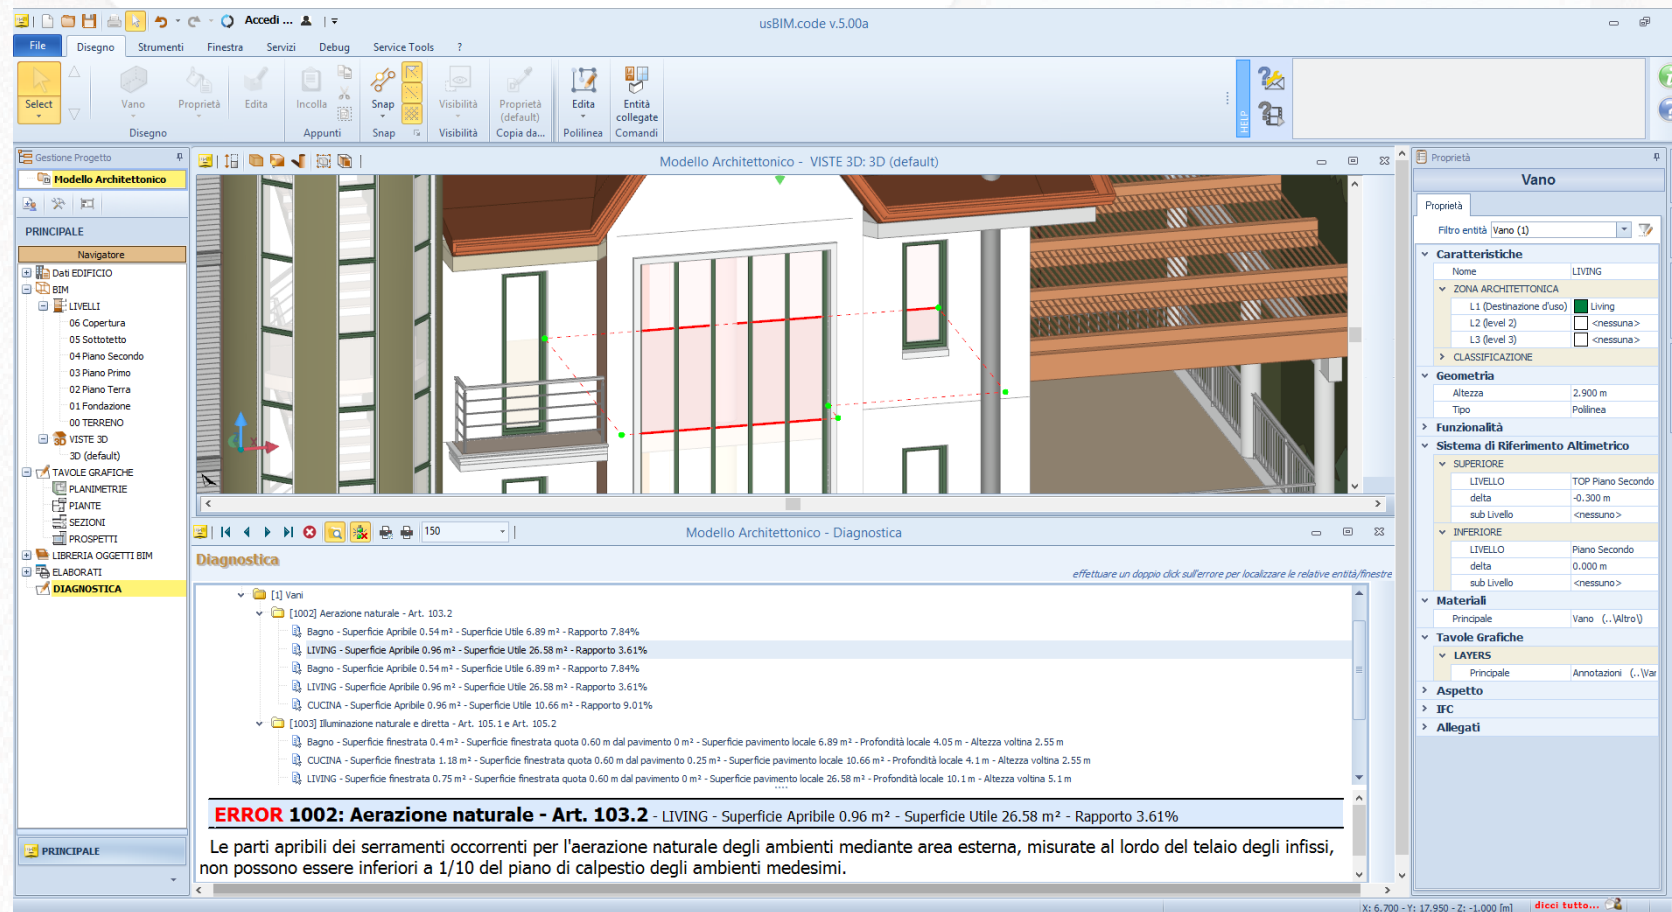 Accedi ...
usBIM.code v.5.00a
File Disegno Strumenti Finestra Servizi Debug Service Tools ?
Select Vano Proprietà Edita Incolla Snap Visibilità Proprietà (default) Edita Entità collegate
Disegno Appunti Snap Visibilità Copia da... Polilinea Comandi
HELP
Gestione Progetto
Modello Architettonico
PRINCIPALE
Navigatore
Dati EDIFICIO
BIM
LIVELLI
06 Copertura
05 Sottotetto
04 Piano Secondo
03 Piano Primo
02 Piano Terra
01 Fondazione
00 TERRENO
VISTE 3D
3D (default)
TAVOLE GRAFICHE
PLANIMETRIE
PIANTE
SEZIONI
PROSPETTI
LIBRERIA OGGETTI BIM
ELABORATI
DIAGNOSTICA
PRINCIPALE
Modello Architettonico - VISTE 3D: 3D (default)
X
150
Modello Architettonico - Diagnostica
Diagnostica
effettuare un doppio click sull'errore per localizzare le relative entità/finestre
[1] Vani
[1002] Aerazione naturale - Art. 103.2
Bagno - Superficie Apribile 0.54 m² - Superficie Utile 6.89 m² - Rapporto 7.84%
LIVING - Superficie Apribile 0.96 m² - Superficie Utile 26.58 m² - Rapporto 3.61%
Bagno - Superficie Apribile 0.54 m² - Superficie Utile 6.89 m² - Rapporto 7.84%
LIVING - Superficie Apribile 0.96 m² - Superficie Utile 26.58 m² - Rapporto 3.61%
CUCINA - Superficie Apribile 0.96 m² - Superficie Utile 10.66 m² - Rapporto 9.01%
[1003] Illuminazione naturale e diretta - Art. 105.1 e Art. 105.2
Bagno - Superficie finestrata 0.4 m² - Superficie finestrata quota 0.60 m dal pavimento 0 m² - Superficie pavimento locale 6.89 m² - Profondità locale 4.05 m - Altezza voltina 2.55 m
CUCINA - Superficie finestrata 1.18 m² - Superficie finestrata quota 0.60 m dal pavimento 0.25 m² - Superficie pavimento locale 10.66 m² - Profondità locale 4.1 m - Altezza voltina 2.55 m
LIVING - Superficie finestrata 0.75 m² - Superficie finestrata quota 0.60 m dal pavimento 0 m² - Superficie pavimento locale 26.58 m² - Profondità locale 10.1 m - Altezza voltina 5.1 m
ERROR 1002: Aerazione naturale - Art. 103.2 - LIVING - Superficie Apribile 0.96 m² - Superficie Utile 26.58 m² - Rapporto 3.61%
Le parti apribili dei serramenti occorrenti per l'aerazione naturale degli ambienti mediante area esterna, misurate al lordo del telaio degli infissi,
non possono essere inferiori a 1/10 del piano di calpestio degli ambienti medesimi.
Proprietà
Vano
Proprietà
Filtro entità Vano (1)
Caratteristiche
Nome LIVING
ZONA ARCHITETTONICA
L1 (Destinazione d'uso) Living
L2 (level 2) <nessuna>
L3 (level 3) <nessuna>
CLASSIFICAZIONE
Geometria
Altezza 2.900 m
Tipo Polilinea
Funzionalità
Sistema di Riferimento Altimetrico
SUPERIORE
LIVELLO TOP Piano Secondo
delta -0.300 m
sub Livello <nessuno>
INFERIORE
LIVELLO Piano Secondo
delta 0.000 m
sub Livello <nessuno>
Materiali
Principale Vano (..\Altro\)
Tavole Grafiche
LAYERS
Principale Annotazioni (..\Var
Aspetto
IFC
Allegati
X: 6.700 - Y: 17.950 - Z: -1.000 [m] dicci tutto...